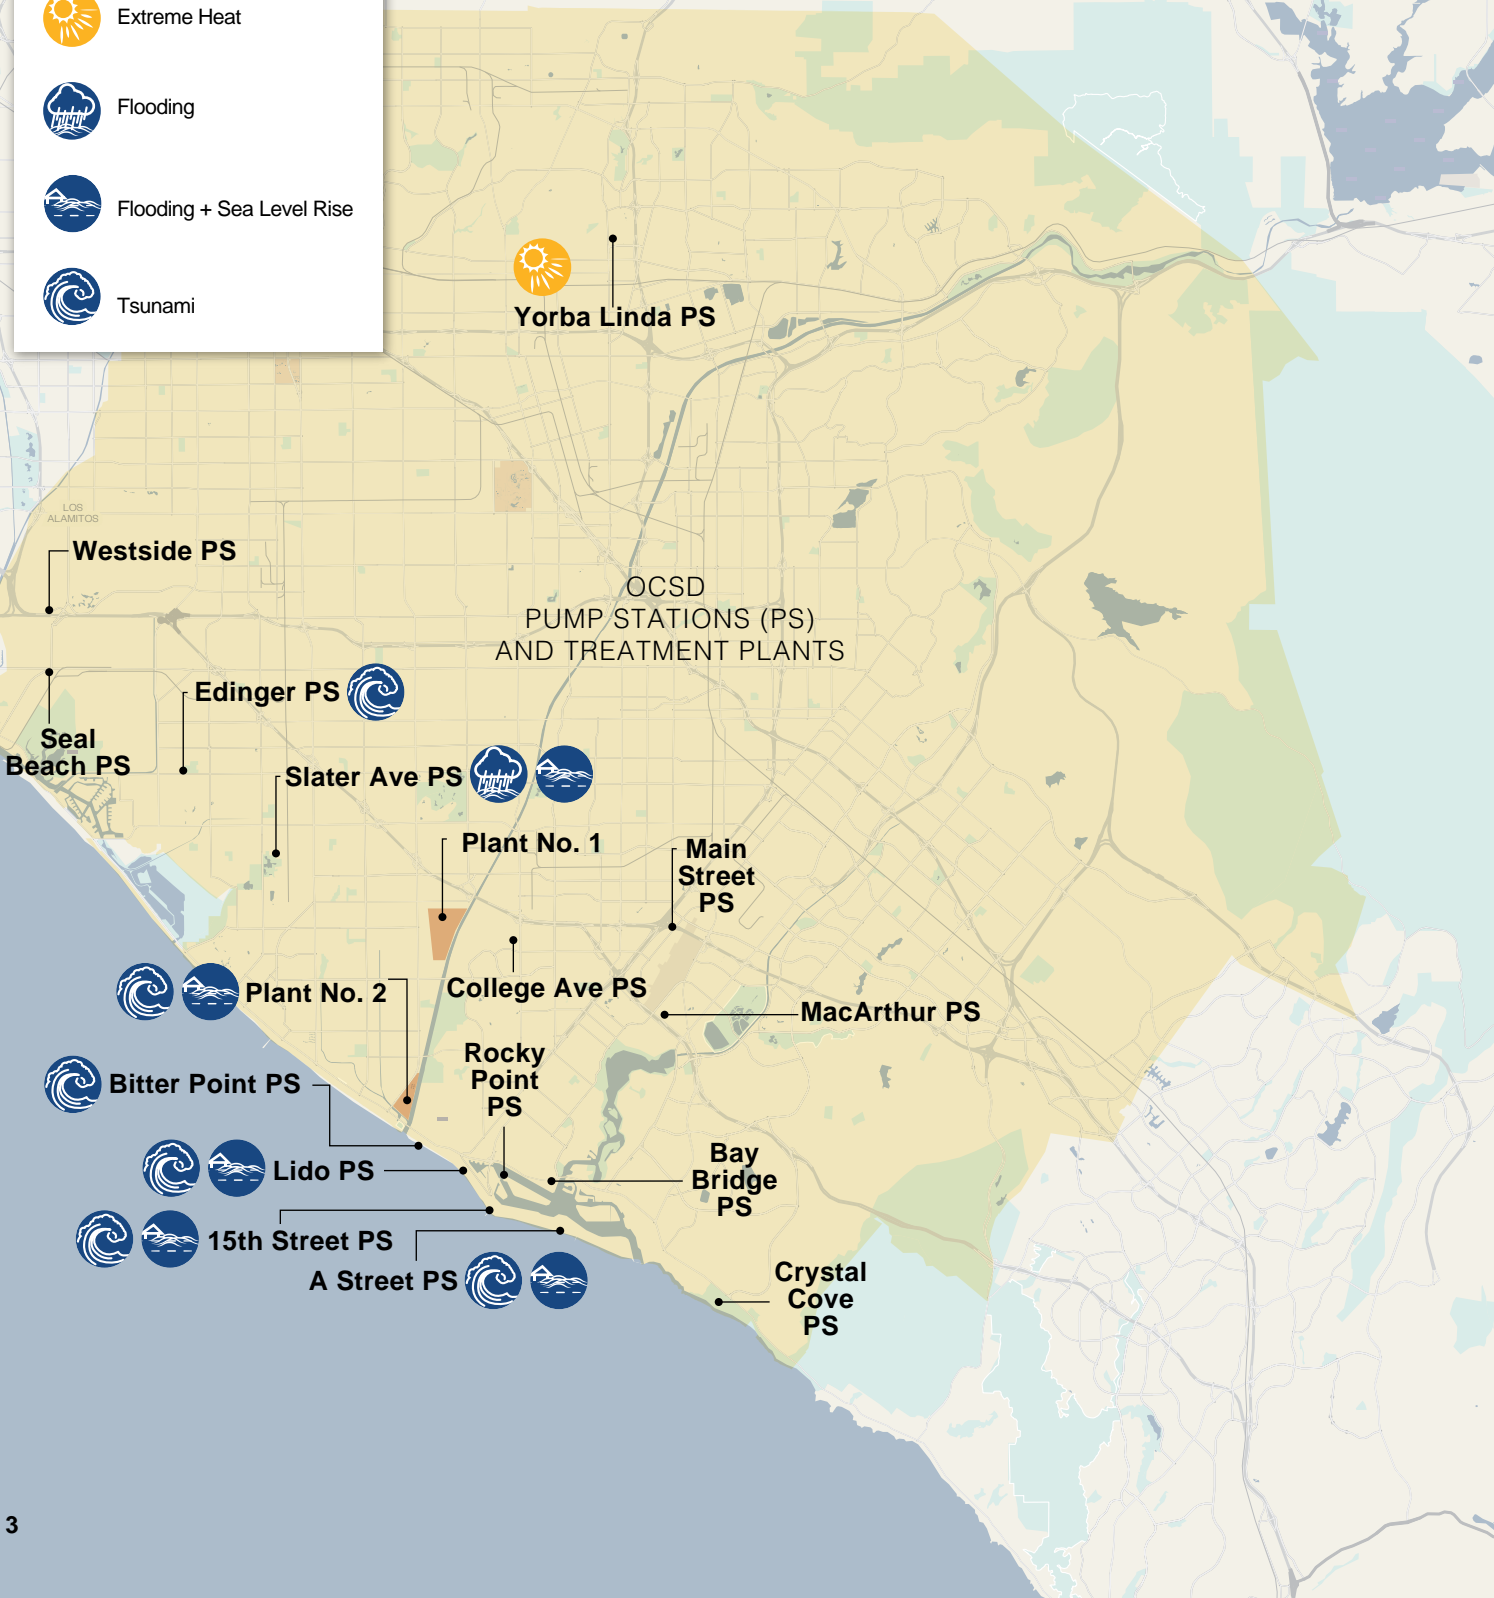 Extreme Heat
Flooding
Flooding + Sea Level Rise
Tsunami
Yorba Linda PS
LOS
ALAMITOS
Westside PS
OCSD
PUMP STATIONS (PS)
AND TREATMENT PLANTS
Edinger PS
Seal
Beach PS
Slater Ave PS
Plant No. 1
Main
Street
PS
Plant No. 2
College Ave PS
MacArthur PS
Rocky
Point
PS
Bitter Point PS
Bay
Bridge
PS
Lido PS
15th Street PS
A Street PS
Crystal
Cove
PS
3